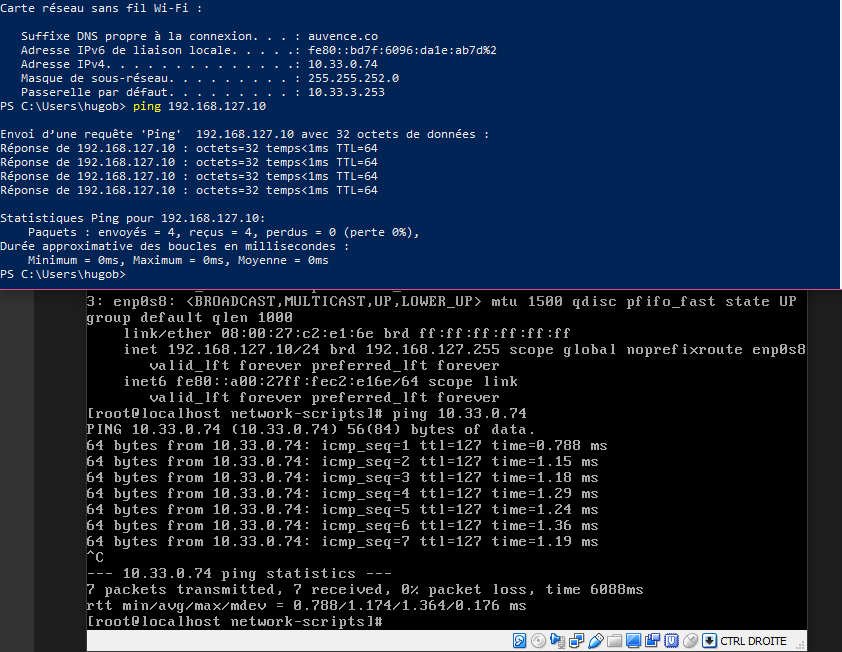 Carte réseau sans fil Wi-Fi :
Suffixe DNS propre à la connexion. . . : auvence.co
Adresse IPv6 de liaison locale. . . . .: fe80::bd7f:6096:da1e:ab7d%2
Adresse IPv4. . . . . . . . . . . . . .: 10.33.0.74
Masque de sous-réseau. . . . . . . . . : 255.255.252.0
Passerelle par défaut. . . . . . . . . : 10.33.3.253
PS C:\Users\hugob> ping 192.168.127.10
Envoi d’une requête 'Ping'  192.168.127.10 avec 32 octets de données :
Réponse de 192.168.127.10 : octets=32 temps<1ms TTL=64
Réponse de 192.168.127.10 : octets=32 temps<1ms TTL=64
Réponse de 192.168.127.10 : octets=32 temps<1ms TTL=64
Réponse de 192.168.127.10 : octets=32 temps<1ms TTL=64
Statistiques Ping pour 192.168.127.10:
Paquets : envoyés = 4, reçus = 4, perdus = 0 (perte 0%),
Durée approximative des boucles en millisecondes :
Minimum = 0ms, Maximum = 0ms, Moyenne = 0ms
PS C:\Users\hugob>
3: enp0s8: <BROADCAST,MULTICAST,UP,LOWER_UP> mtu 1500 qdisc pfifo_fast state UP
group default qlen 1000
link/ether 08:00:27:c2:e1:6e brd ff:ff:ff:ff:ff:ff
inet 192.168.127.10/24 brd 192.168.127.255 scope global noprefixroute enp0s8
valid_lft forever preferred_lft forever
inet6 fe80::a00:27ff:fec2:e16e/64 scope link
valid_lft forever preferred_lft forever
[root@localhost network-scripts]# ping 10.33.0.74
PING 10.33.0.74 (10.33.0.74) 56(84) bytes of data.
64 bytes from 10.33.0.74: icmp_seq=1 ttl=127 time=0.788 ms
64 bytes from 10.33.0.74: icmp_seq=2 ttl=127 time=1.15 ms
64 bytes from 10.33.0.74: icmp_seq=3 ttl=127 time=1.18 ms
64 bytes from 10.33.0.74: icmp_seq=4 ttl=127 time=1.29 ms
64 bytes from 10.33.0.74: icmp_seq=5 ttl=127 time=1.24 ms
64 bytes from 10.33.0.74: icmp_seq=6 ttl=127 time=1.36 ms
64 bytes from 10.33.0.74: icmp_seq=7 ttl=127 time=1.19 ms
^C
--- 10.33.0.74 ping statistics ---
7 packets transmitted, 7 received, 0% packet loss, time 6088ms
rtt min/avg/max/mdev = 0.788/1.174/1.364/0.176 ms
[root@localhost network-scripts]#
CTRL DROITE